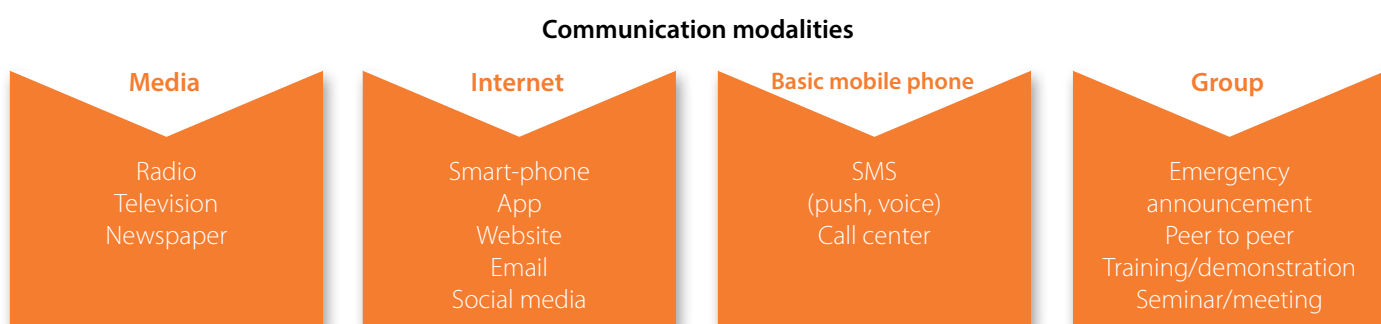 Communication modalities
Media
Radio
Television
Newspaper
Internet
Smart-phone
App
Website
Email
Social media
Basic mobile phone
SMS
(push, voice)
Call center
Group
Emergency
announcement
Peer to peer
Training/demonstration
Seminar/meeting